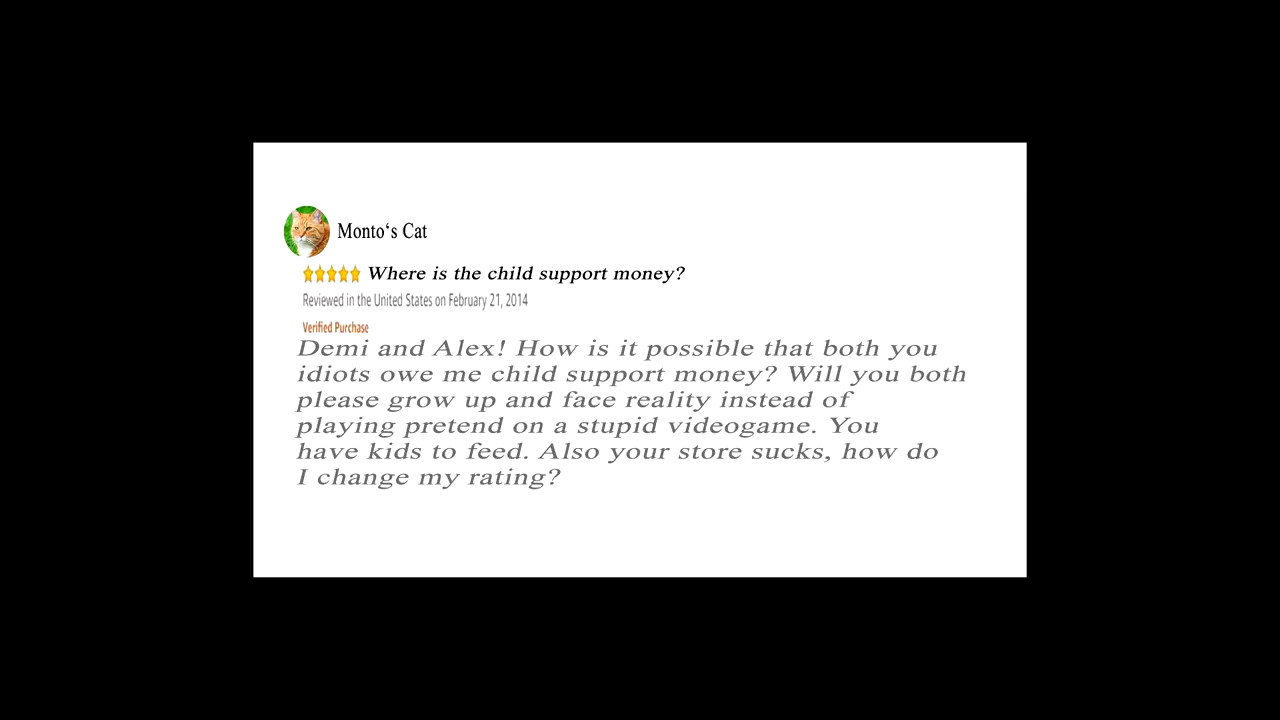 Monto‘s Cat
Where is the child support money?
Reviewed in the United States on February 21, 2014
Verified Purchase
Demi and Alex! How is it possible that both you
idiots owe me child support money? Will you both
please grow up and face reality instead of
playing pretend on a stupid videogame. You
have kids to feed. Also your store sucks, how do
I change my rating?